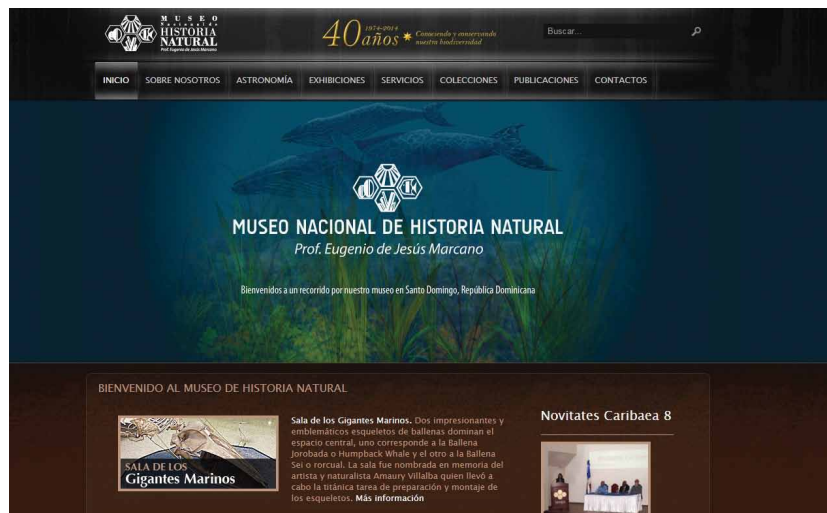 MUSEO
Nacional de
HISTORIA
NATURAL
Prof. Eugenio de Jesús Marcano
40 años
1974-2014
Conociendo y conservando
nuestra biodiversidad
Buscar...
INICIO SOBRE NOSOTROS ASTRONOMÍA EXHIBICIONES SERVICIOS COLECCIONES PUBLICACIONES CONTACTOS
MUSEO NACIONAL DE HISTORIA NATURAL
Prof. Eugenio de Jesús Marcano
Bienvenidos a un recorrido por nuestro museo en Santo Domingo, República Dominicana
BIENVENIDO AL MUSEO DE HISTORIA NATURAL
SALA DE LOS
Gigantes Marinos
Sala de los Gigantes Marinos. Dos impresionantes y
emblemáticos esqueletos de ballenas dominan el
espacio central, uno corresponde a la Ballena
Jorobada o Humpback Whale y el otro a la Ballena
Sei o rorcual. La sala fue nombrada en memoria del
artista y naturalista Amaury Villalba quien llevó a
cabo la titánica tarea de preparación y montaje de
los esqueletos. Más información
Novitates Caribaea 8